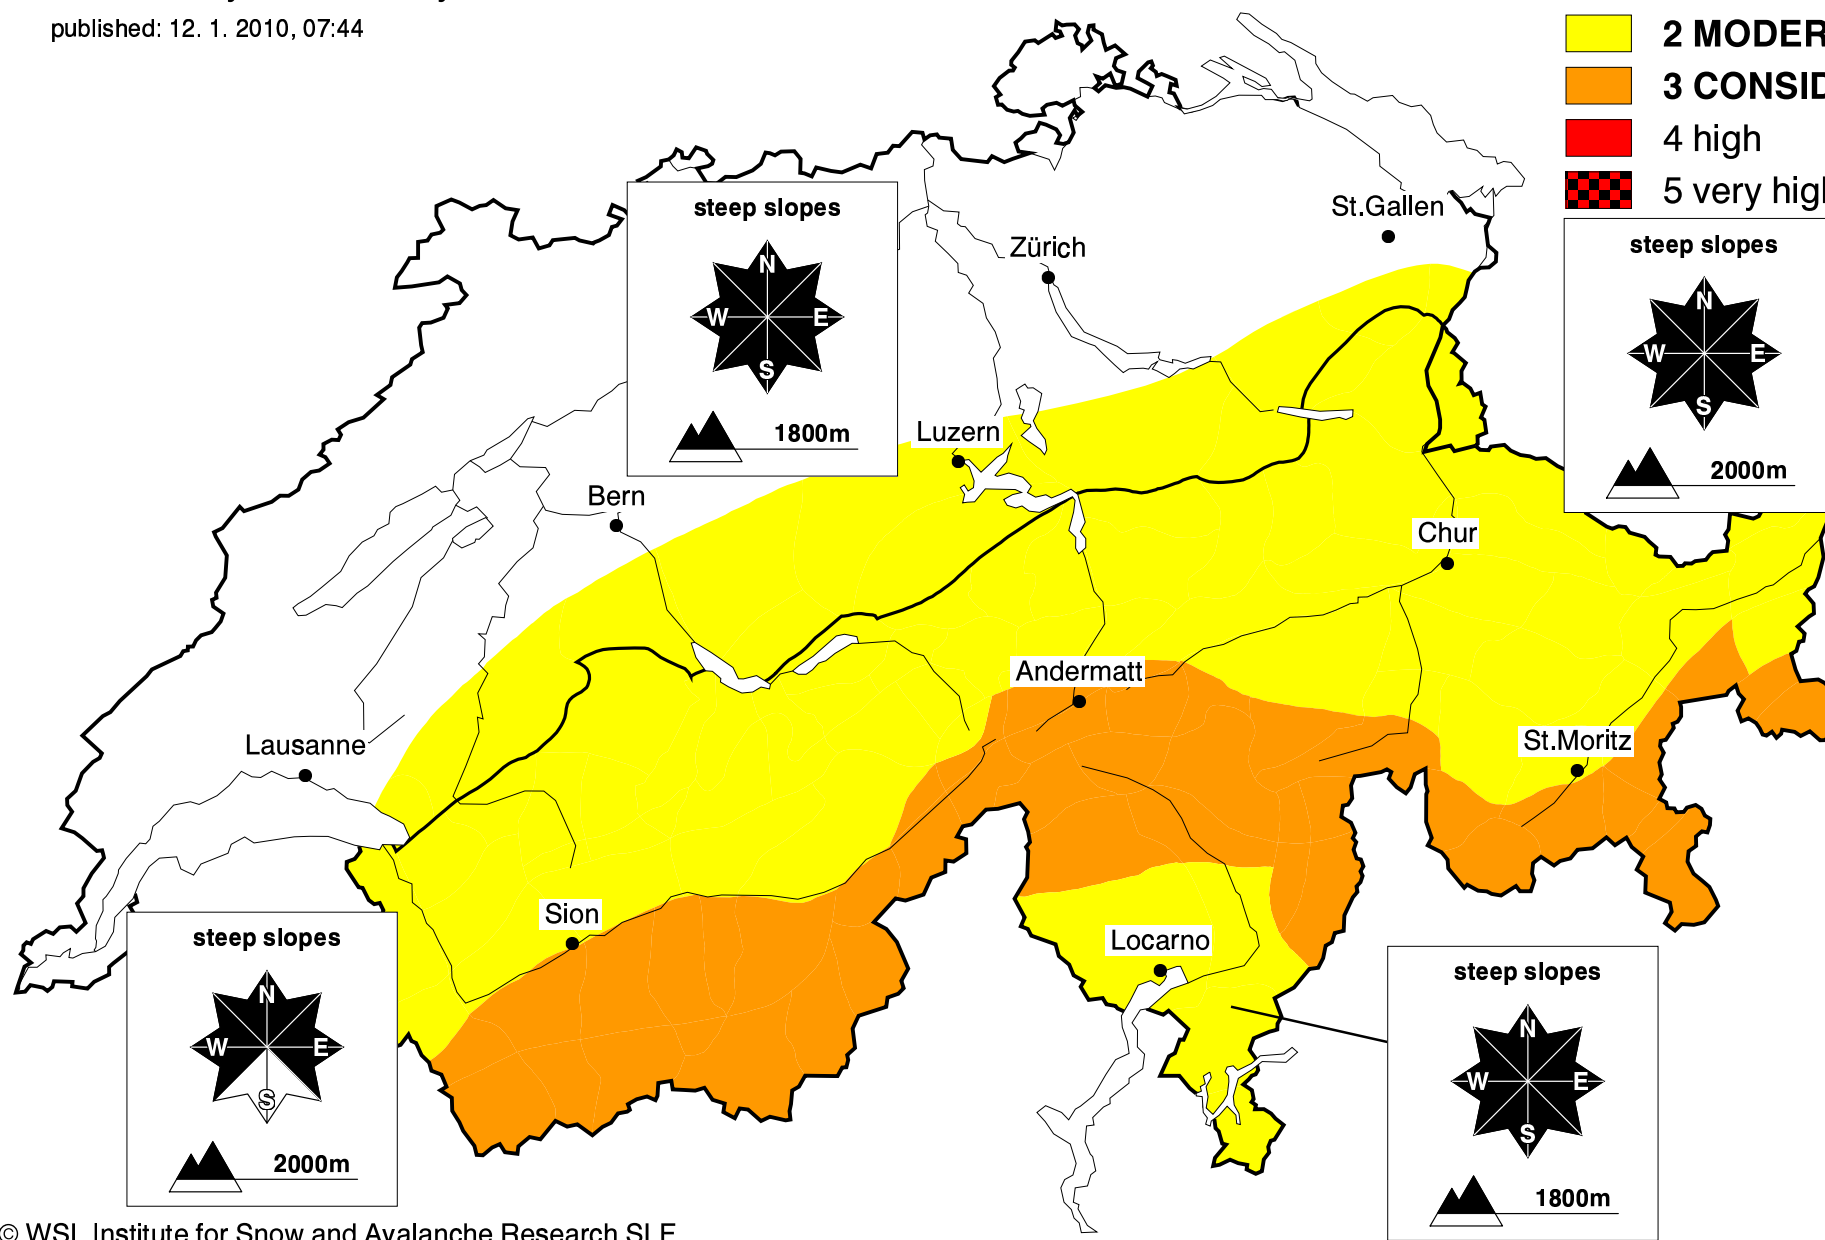 published: 12. 1. 2010, 07:44
3 CONSID
4 high
5 very high
steep slopes
N
W E
S
1800m
steep slopes
N
W E
S
2000m
St.Gallen
Zürich
Luzern
Bern
Chur
Andermatt
Lausanne
St.Moritz
Sion
Locarno
steep slopes
N
W E
S
2000m
steep slopes
N
W E
S
1800m
© WSL Institute for Snow and Avalanche Research SLF
2 MODER